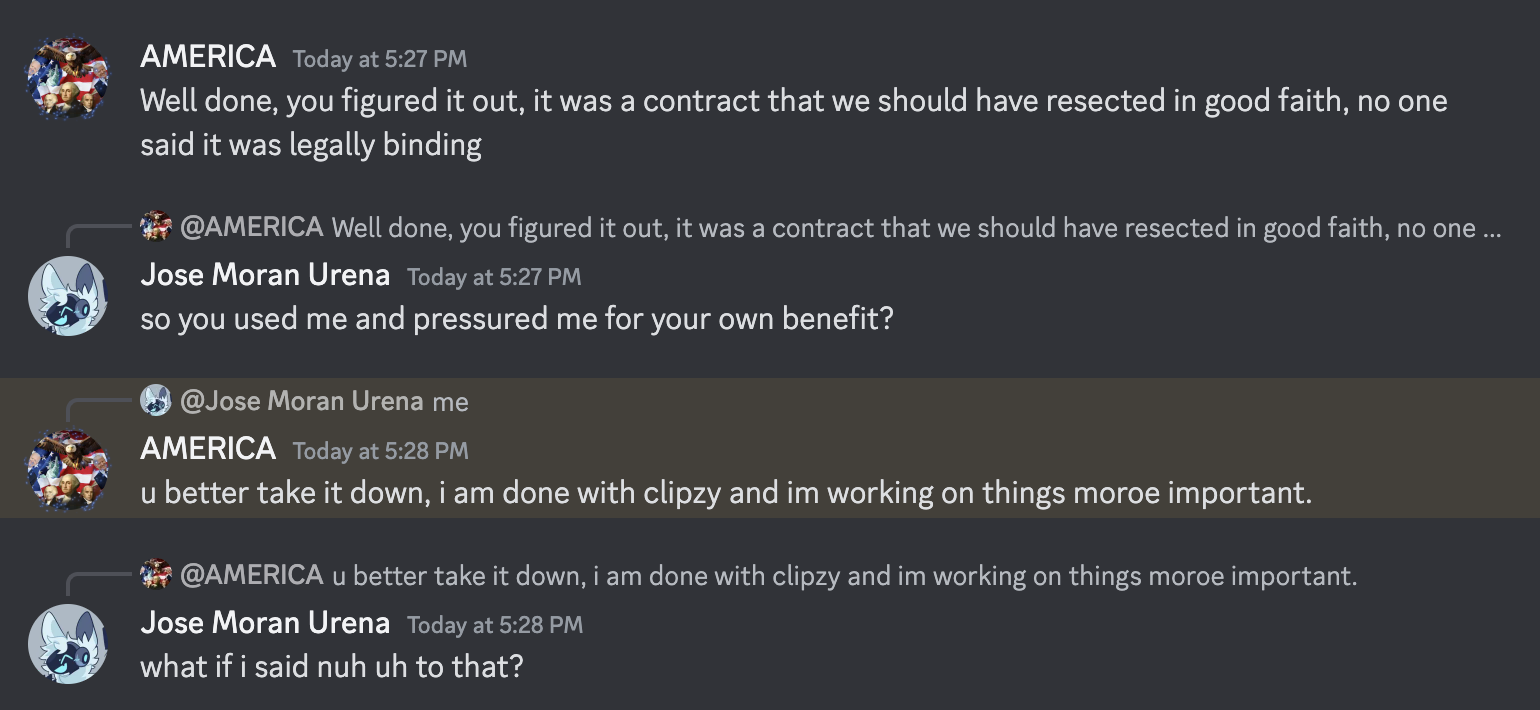 AMERICA Today at 5:27 PM
Well done, you figured it out, it was a contract that we should have resected in good faith, no one
said it was legally binding
@AMERICA Well done, you figured it out, it was a contract that we should have resected in good faith, no one ...
Jose Moran Urena Today at 5:27 PM
so you used me and pressured me for your own benefit?
@Jose Moran Urena me
AMERICA Today at 5:28 PM
u better take it down, i am done with clipzy and im working on things moroe important.
@AMERICA u better take it down, i am done with clipzy and im working on things moroe important.
Jose Moran Urena Today at 5:28 PM
what if i said nuh uh to that?